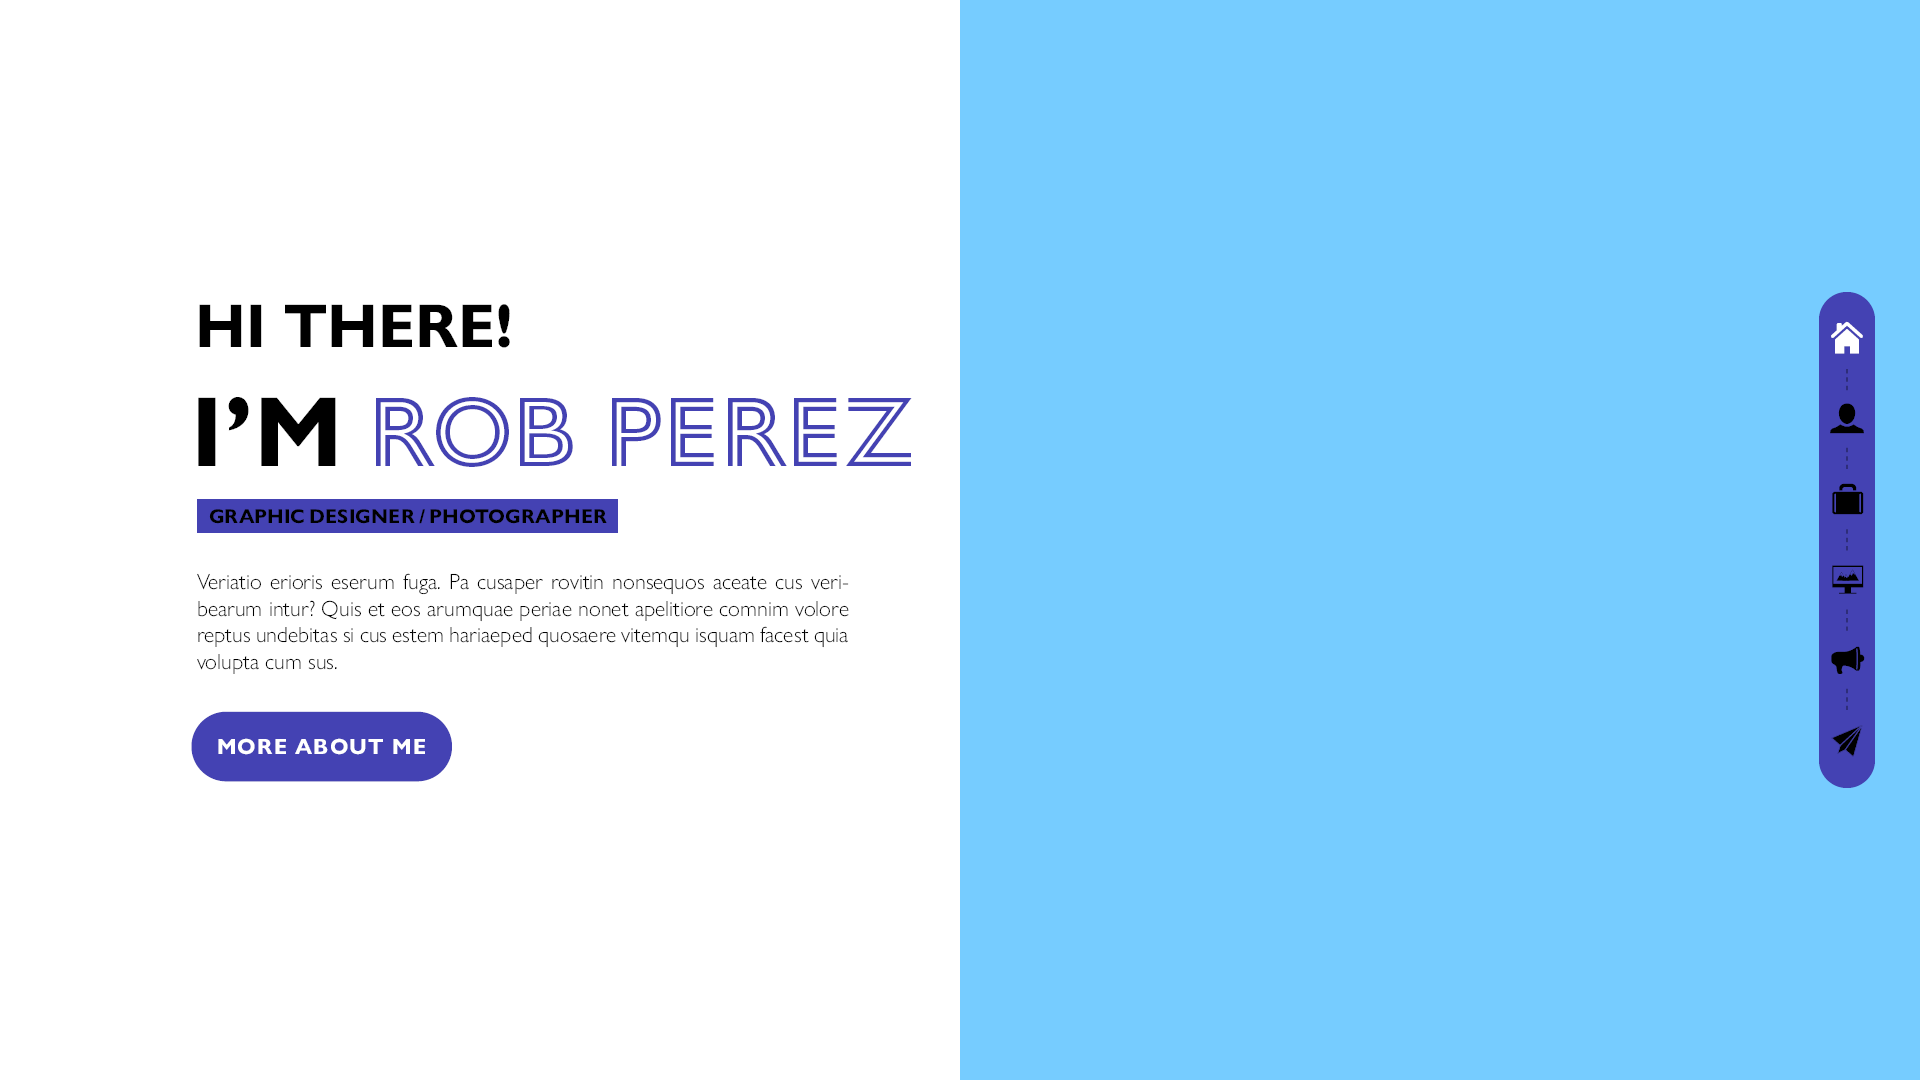 HI THERE!
I’M ROB PEREZ
GRAPHIC DESIGNER / PHOTOGRAPHER
Veriatio erioris eserum fuga. Pa cusaper rovitin nonsequos aceate cus veri-
bearum intur? Quis et eos arumquae periae nonet apelitiore comnim volore
reptus undebitas si cus estem hariaeped quosaere vitemqu isquam facest quia
volupta cum sus.
MORE ABOUT ME